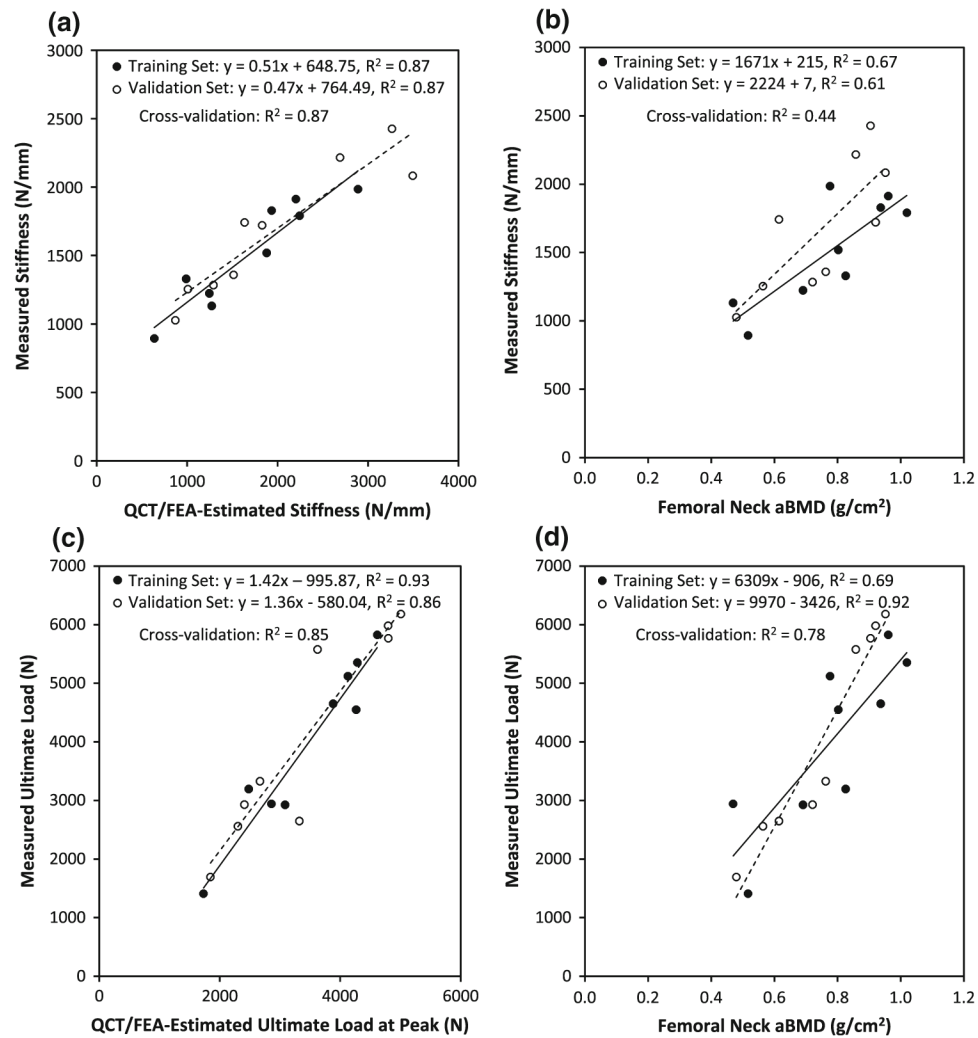 (a)
3000
2500
2000
1500
1000
500
0
Measured Stiffness (N/mm)
Training Set: y = 0.51x + 648.75, R² = 0.87
Validation Set: y = 0.47x + 764.49, R² = 0.87
Cross-validation: R² = 0.87
0 1000 2000 3000 4000
QCT/FEA-Estimated Stiffness (N/mm)
(b)
3000
2500
2000
1500
1000
500
0
Measured Stiffness (N/mm)
Training Set: y = 1671x + 215, R² = 0.67
Validation Set: y = 2224 + 7, R² = 0.61
Cross-validation: R² = 0.44
0.0 0.2 0.4 0.6 0.8 1.0 1.2
Femoral Neck aBMD (g/cm²)
(c)
7000
6000
5000
4000
3000
2000
1000
0
Measured Ultimate Load (N)
Training Set: y = 1.42x – 995.87, R² = 0.93
Validation Set: y = 1.36x - 580.04, R² = 0.86
Cross-validation: R² = 0.85
0 2000 4000 6000
QCT/FEA-Estimated Ultimate Load at Peak (N)
(d)
7000
6000
5000
4000
3000
2000
1000
0
Measured Ultimate Load (N)
Training Set: y = 6309x - 906, R² = 0.69
Validation Set: y = 9970 - 3426, R² = 0.92
Cross-validation: R² = 0.78
0.0 0.2 0.4 0.6 0.8 1.0 1.2
Femoral Neck aBMD (g/cm²)